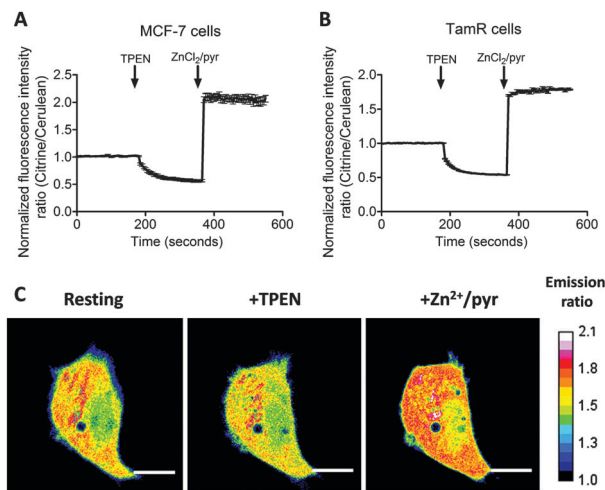 A
MCF-7 cells
TPEN
ZnCl₂/pyr
Normalized fluorescence intensity
ratio (Citrine/Cerulean)
2.5
2.0
1.5
1.0
0.5
0.0
0 200 400 600
Time (seconds)
B
TamR cells
TPEN
ZnCl₂/pyr
Normalized fluorescence intensity
ratio (Citrine/Cerulean)
2.0
1.5
1.0
0.5
0.0
0 200 400 600
Time (seconds)
C
Resting
+TPEN
+Zn²⁺/pyr
Emission
ratio
2.1
1.8
1.6
1.5
1.3
1.0